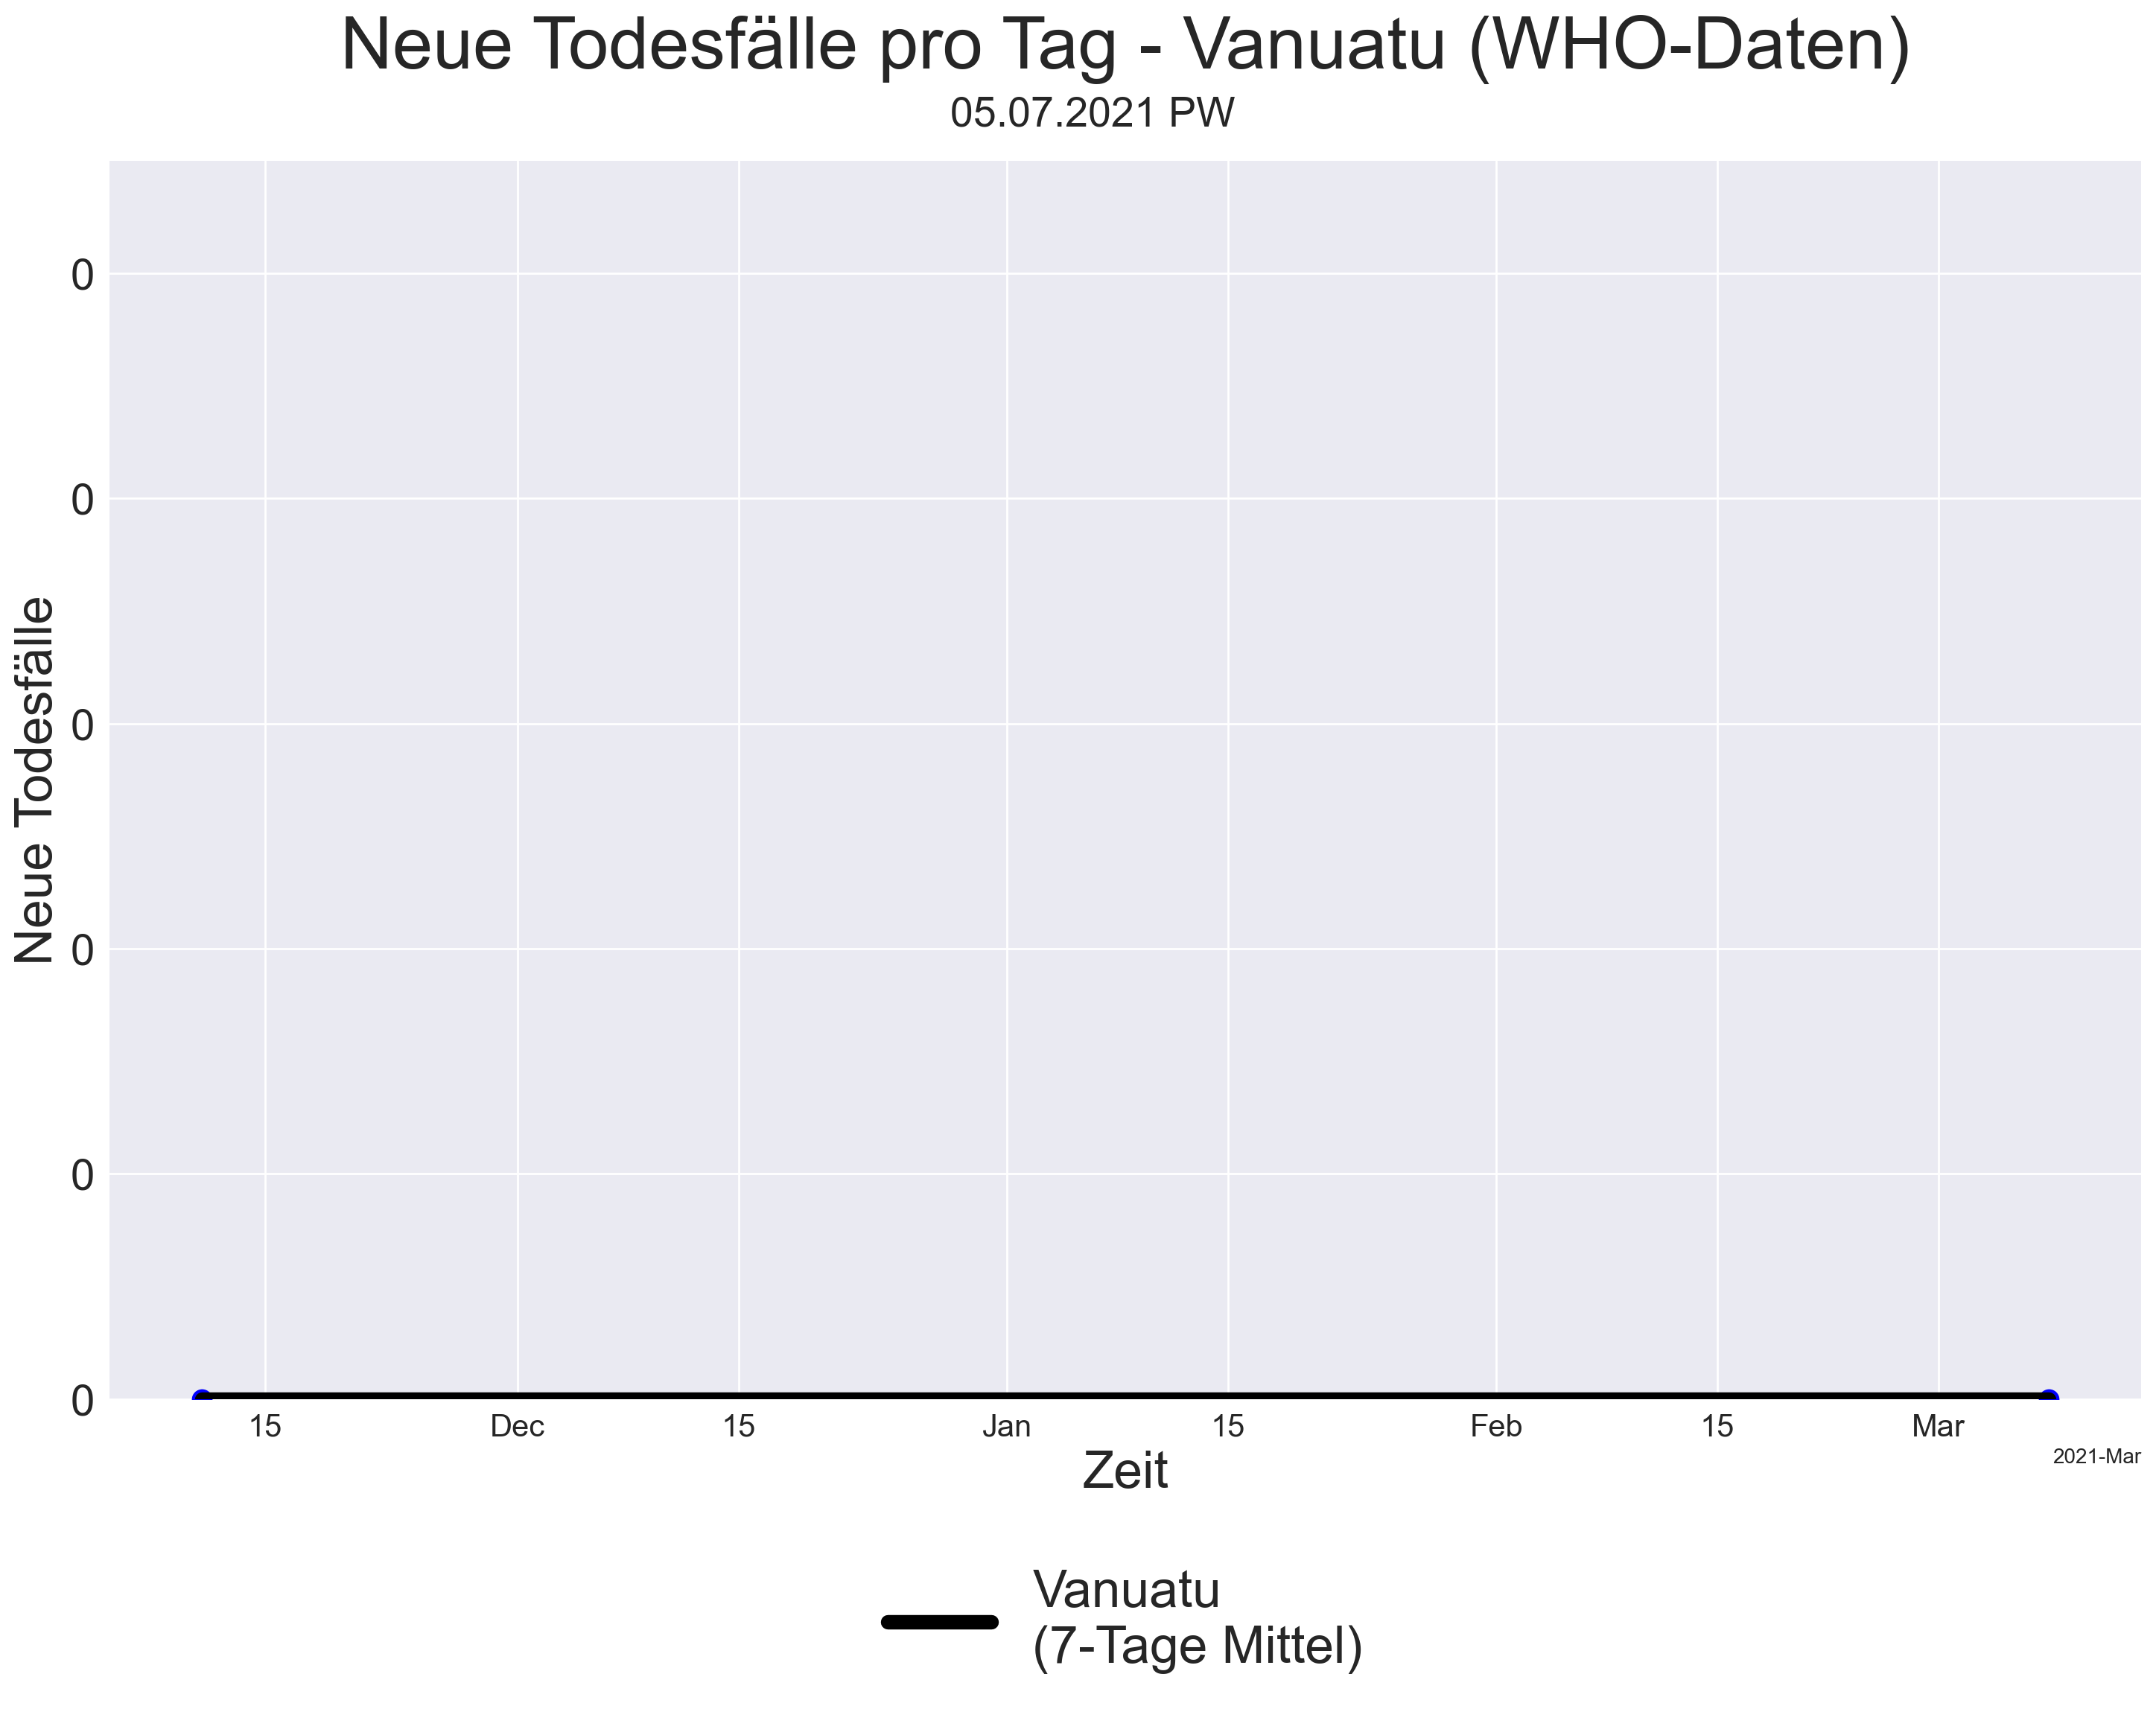 Neue Todesfälle pro Tag - Vanuatu (WHO-Daten)
05.07.2021 PW
Neue Todesfälle
0
0
0
0
0
0
15 Dec 15 Jan 15 Feb 15 Mar
2021-Mar
Zeit
Vanuatu
(7-Tage Mittel)